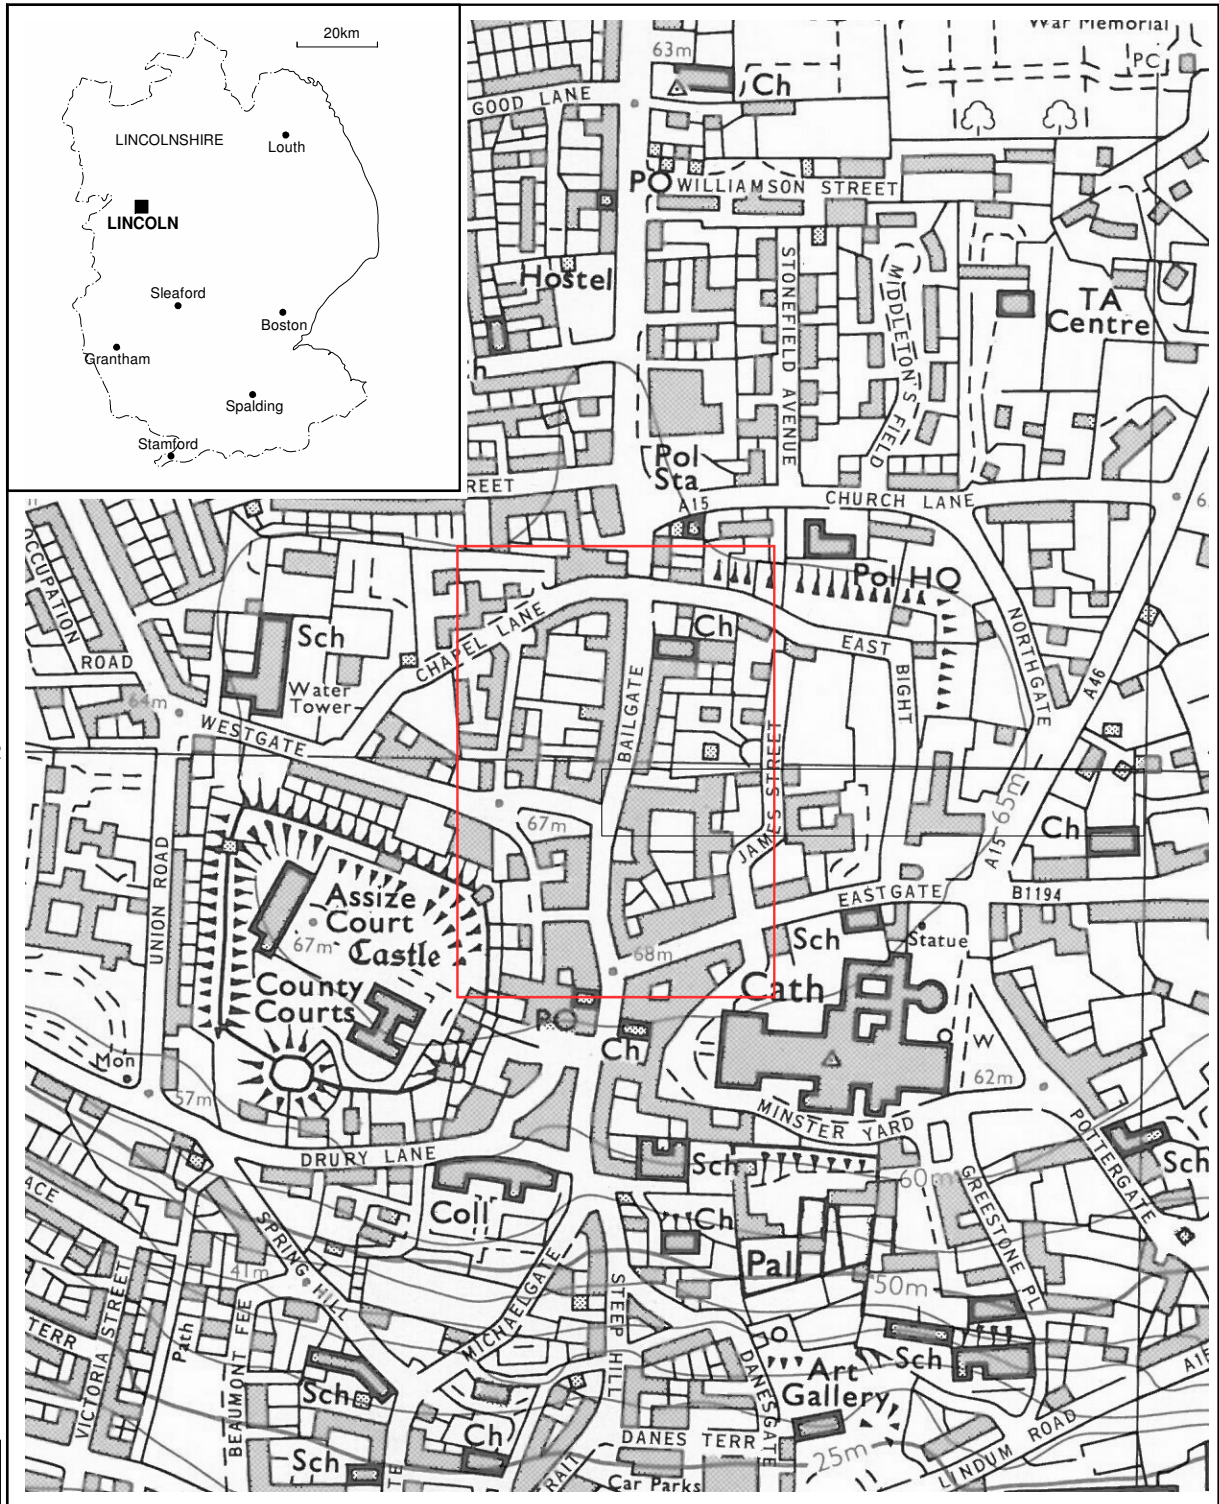 20km
LINCOLNSHIRE
Louth
LINCOLN
Sleaford
Boston
Grantham
Spalding
Stamford
War Memorial
PC
63m
Ch
GOOD LANE
PO
WILLIAMSON STREET
Hostel
STONEFIELD AVENUE
MIDDLETON'S FIELD
TA
Centre
Pol
Sta
REET
A15
CHURCH LANE
OCCUPATION
ROAD
Sch
Water
Tower
CHAPEL LANE
Pol HQ
Ch
EAST
BIGHT
NORTHGATE
A46
64m
WESTGATE
BAILGATE
JAMES STREET
67m
65m
A15
Ch
UNION ROAD
Assize
Court
67m
Castle
County
Courts
EASTGATE
B1194
Sch
Statue
68m
Cath
PO
Ch
W
62m
Mon
57m
MINSTER YARD
POTTERGATE
DRURY LANE
Sch
Sch
60m
GREESTONE PL
ACE
Coll
Ch
Pal
SPRING HILL
41m
50m
MICHAELGATE
STEEP HILL
VICTORIA STREET
TERR
Path
BEAUMONT FEE
Sch
DANESGATE
Art
Gallery
Sch
Ch
DANES TERR
25m
LINDUM ROAD
Sch
RAIT
Car Parks